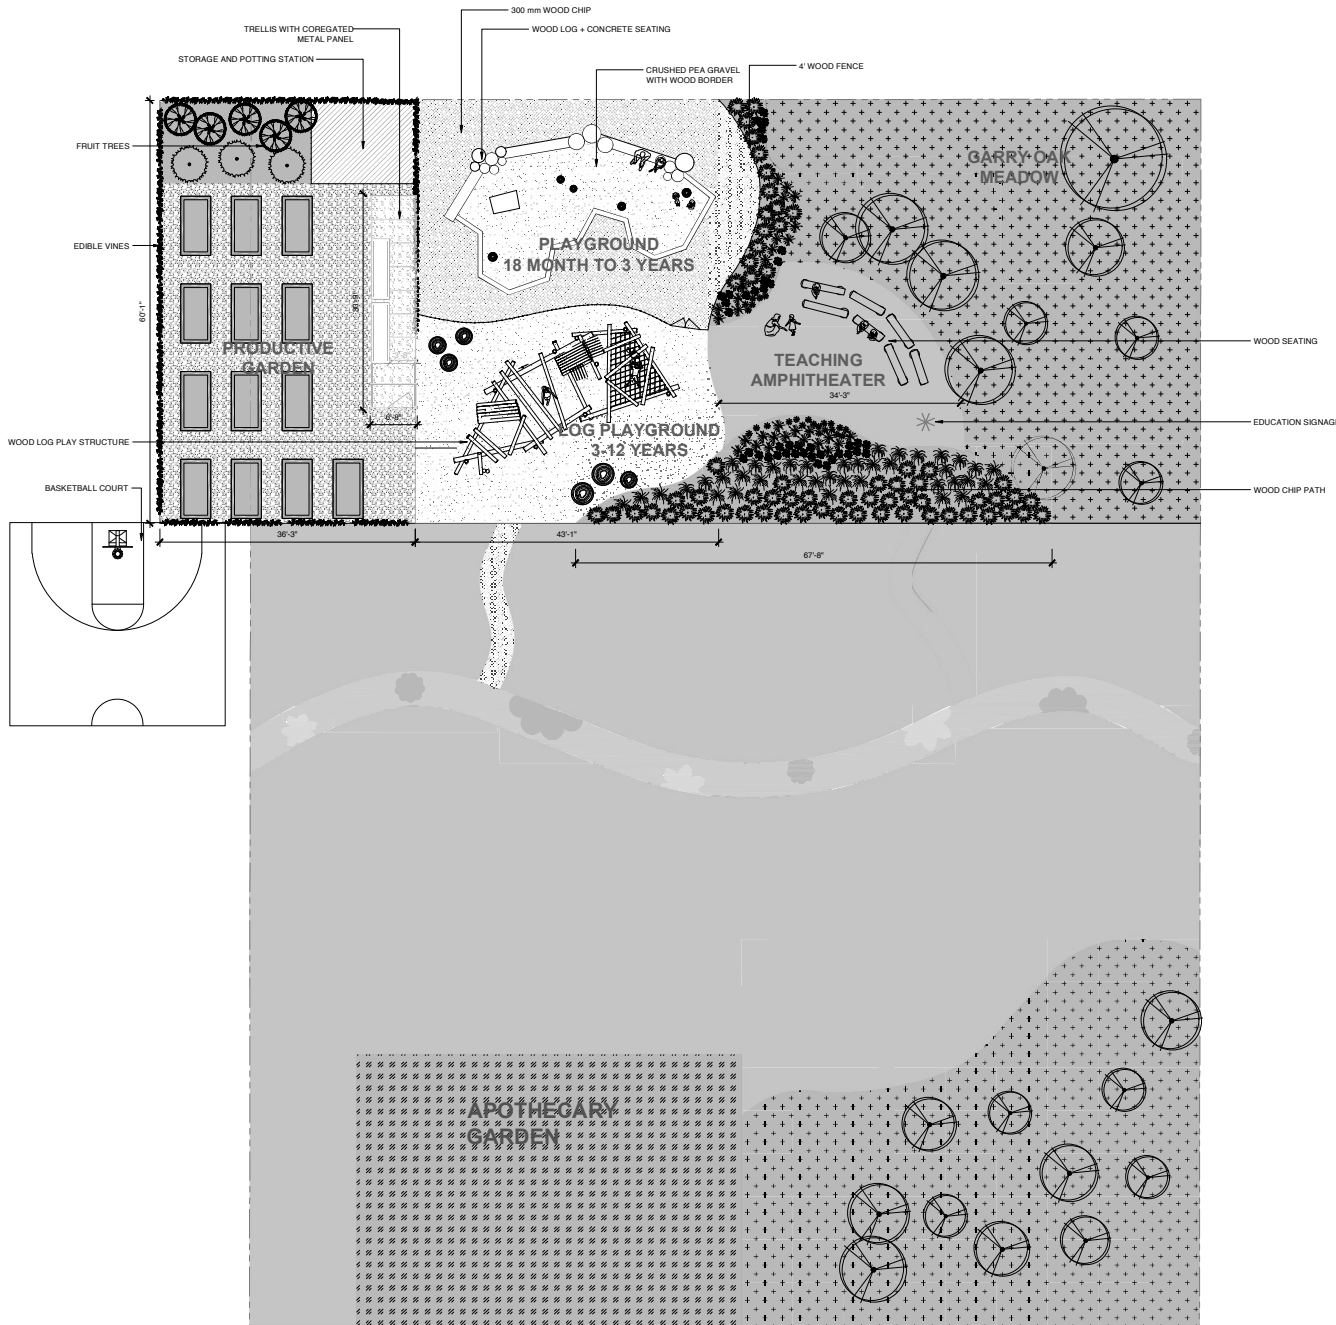 300 mm WOOD CHIP
WOOD LOG + CONCRETE SEATING
TRELLIS WITH COREGATED
METAL PANEL
STORAGE AND POTTING STATION
CRUSHED PEA GRAVEL
WITH WOOD BORDER
4' WOOD FENCE
FRUIT TREES
GARRY OAK
MEADOW
EDIBLE VINES
PLAYGROUND
18 MONTH TO 3 YEARS
60'-1"
PRODUCTIVE
GARDEN
TEACHING
AMPHITHEATER
34'-3"
WOOD SEATING
6'-8"
EDUCATION SIGNAGE
LOG PLAYGROUND
3-12 YEARS
WOOD LOG PLAY STRUCTURE
BASKETBALL COURT
WOOD CHIP PATH
36'-3"
43'-1"
67'-8"
APOTHECARY
GARDEN